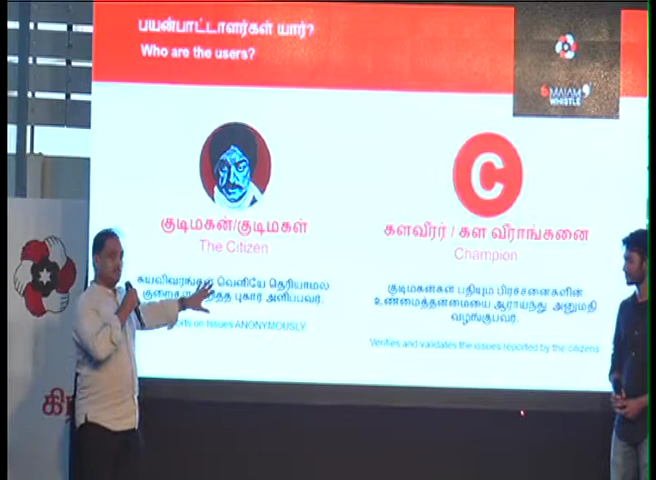 பயன்பாட்டாளர்கள் யார்?
Who are the users?
MAIAM
WHISTLE
குடிமகன்/குடிமகள்
The Citizen
சுயவிவரங்கள் வெளியே தெரியாமல்
புகார் அளிப்பவர்.
on Issues ANONYMOUSLY
C
களவீரர் / கள வீராங்கனை
Champion
குடிமகன்கள் பதியும் பிரச்சனைகளின்
உண்மைத்தன்மையை ஆராய்ந்து அனுமதி
வழங்குபவர்.
Verifies and validates the issues reported by the citizens